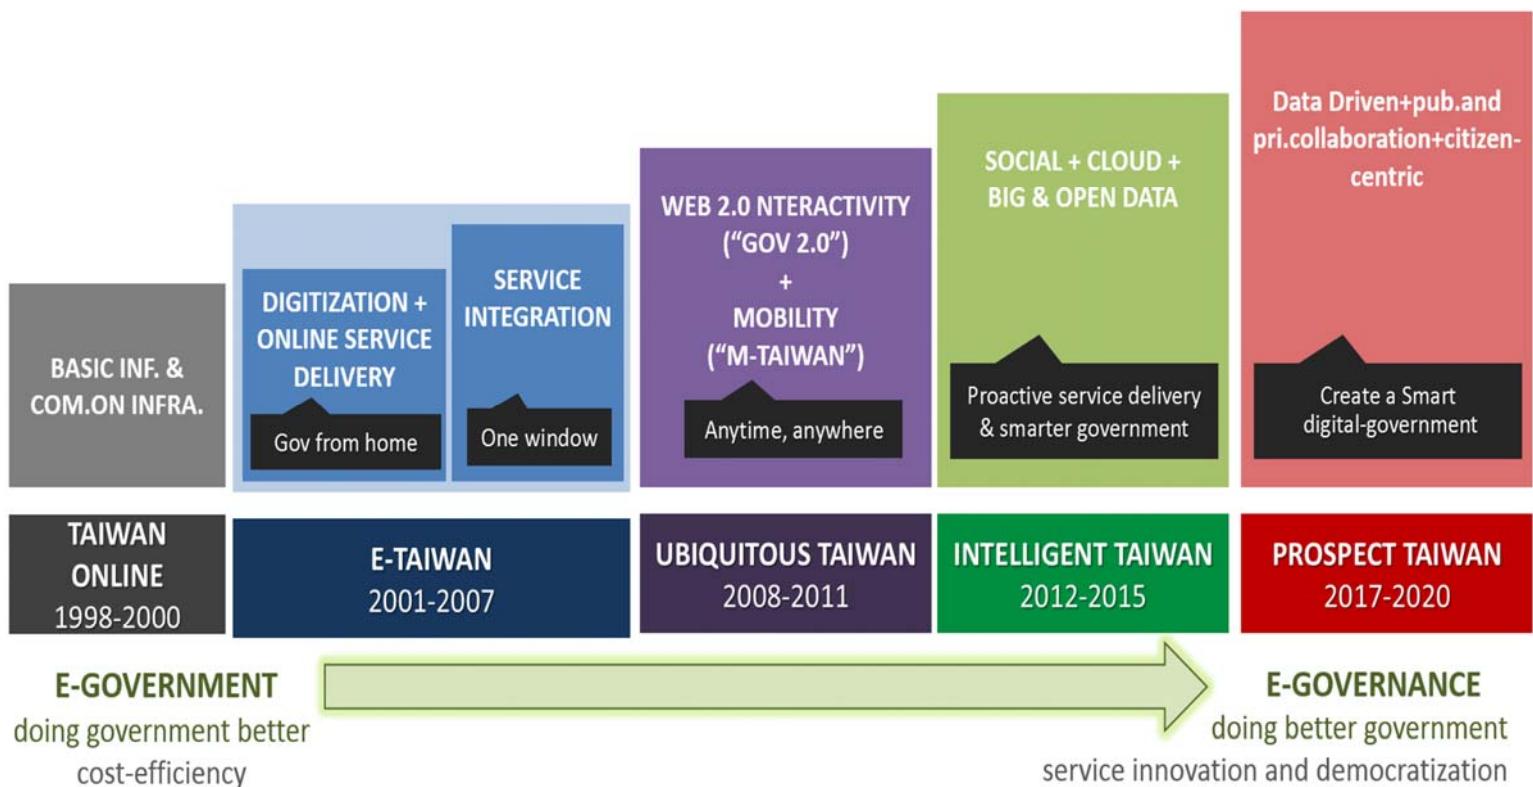 BASIC INF. &
COM.ON INFRA.
DIGITIZATION +
ONLINE SERVICE
DELIVERY
Gov from home
SERVICE
INTEGRATION
One window
WEB 2.0 NTERACTIVITY
(“GOV 2.0”)
+
MOBILITY
(“M-TAIWAN”)
Anytime, anywhere
SOCIAL + CLOUD +
BIG & OPEN DATA
Proactive service delivery
& smarter government
Data Driven+pub.and
pri.collaboration+citizen-
centric
Create a Smart
digital-government
TAIWAN
ONLINE
1998-2000
E-TAIWAN
2001-2007
UBIQUITOUS TAIWAN
2008-2011
INTELLIGENT TAIWAN
2012-2015
PROSPECT TAIWAN
2017-2020
E-GOVERNMENT
doing government better
cost-efficiency
E-GOVERNANCE
doing better government
service innovation and democratization